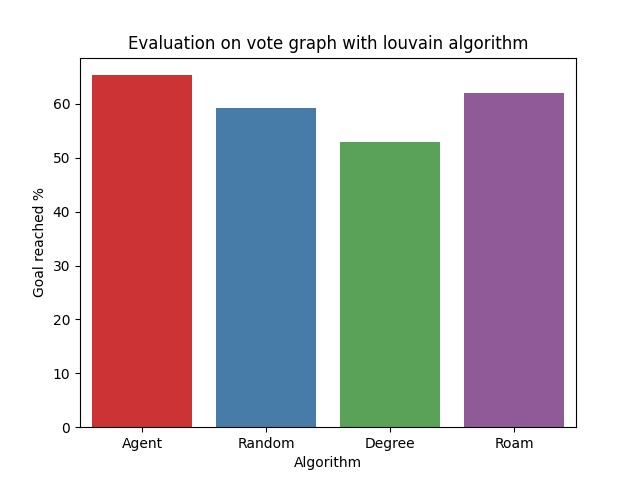 Evaluation on vote graph with louvain algorithm
Goal reached %
60
50
40
30
20
10
0
Agent Random Degree Roam
Algorithm